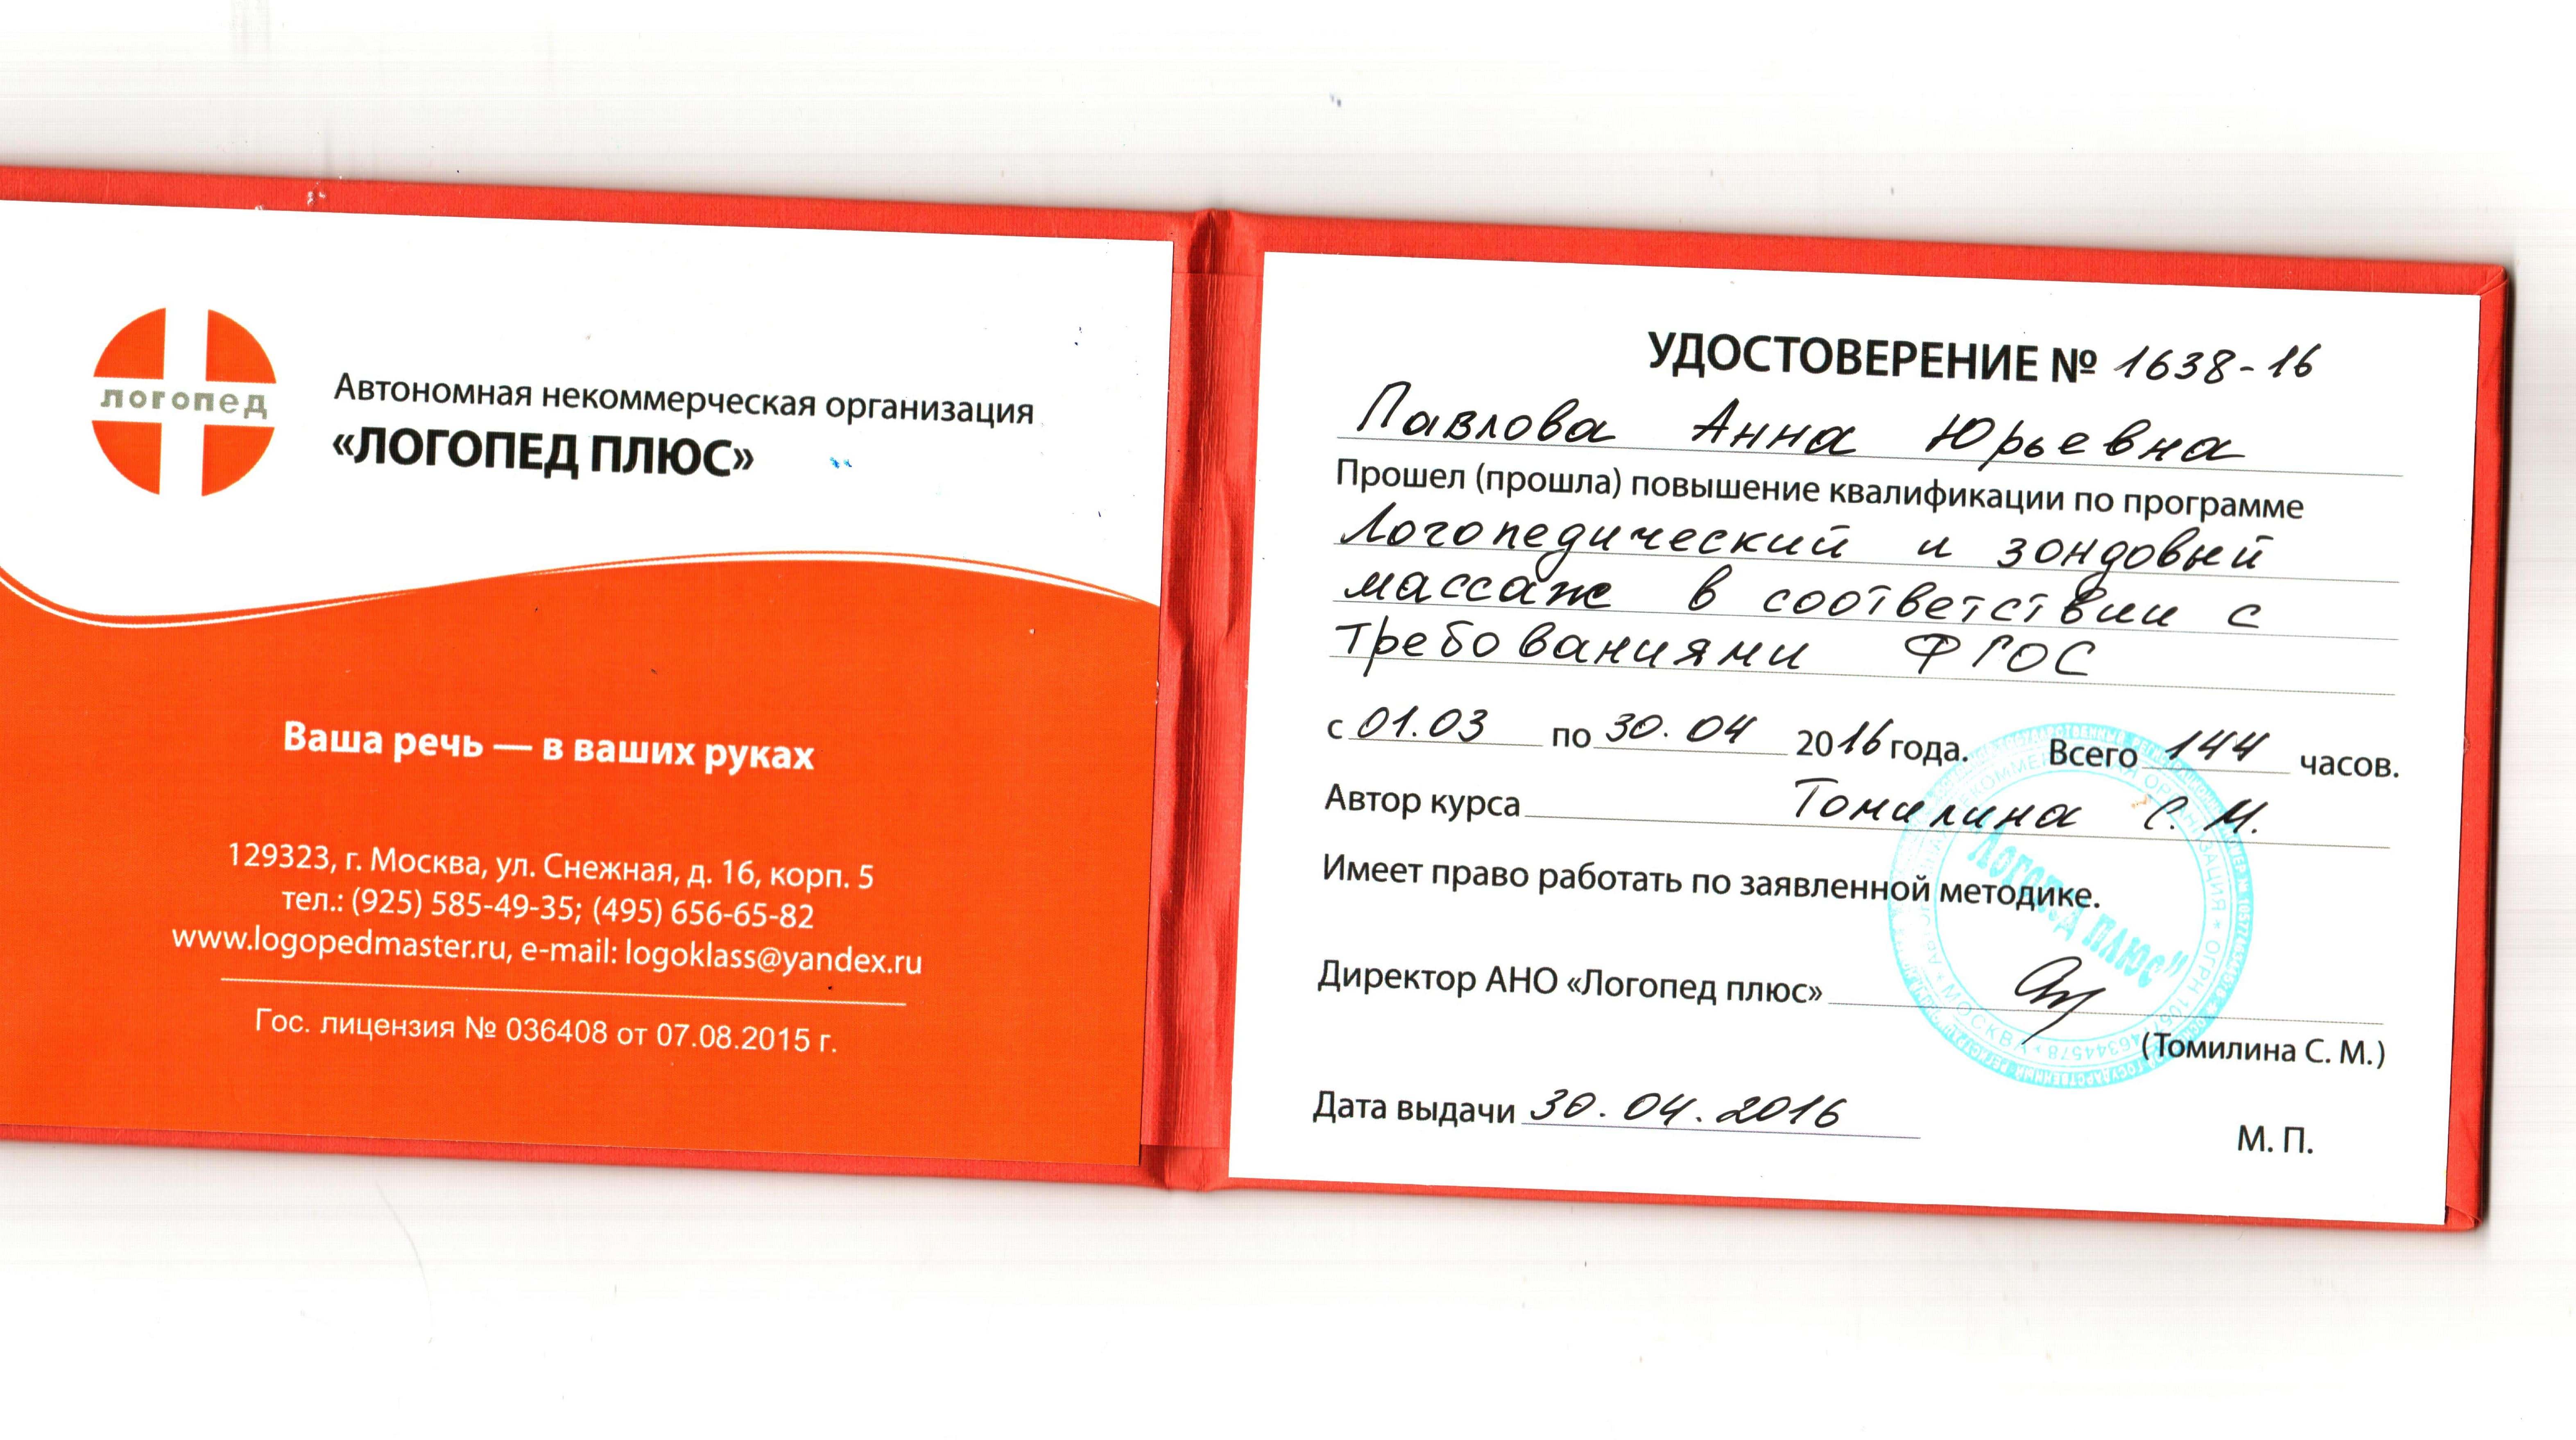 логопед
Автономная некоммерческая организация
«ЛОГОПЕД ПЛЮС»
Ваша речь — в ваших руках
129323, г. Москва, ул. Снежная, д. 16, корп. 5
тел.: (925) 585-49-35; (495) 656-65-82
www.logopedmaster.ru, e-mail: logoklass@yandex.ru
Гос. лицензия № 036408 от 07.08.2015 г.
УДОСТОВЕРЕНИЕ № 1638-16
Павлова Анна Юрьевна
Прошел (прошла) повышение квалификации по программе
Логопедический и зондовый
массаж в соответствии с
требованиями ФГОС
с 01.03 по 30.04 2016 года. Всего 144 часов.
Автор курса Томилина С. М.
Имеет право работать по заявленной методике.
Директор АНО «Логопед плюс»
(Томилина С. М.)
Дата выдачи 30.04.2016
М. П.
"ЛОГОПЕД ПЛЮС"